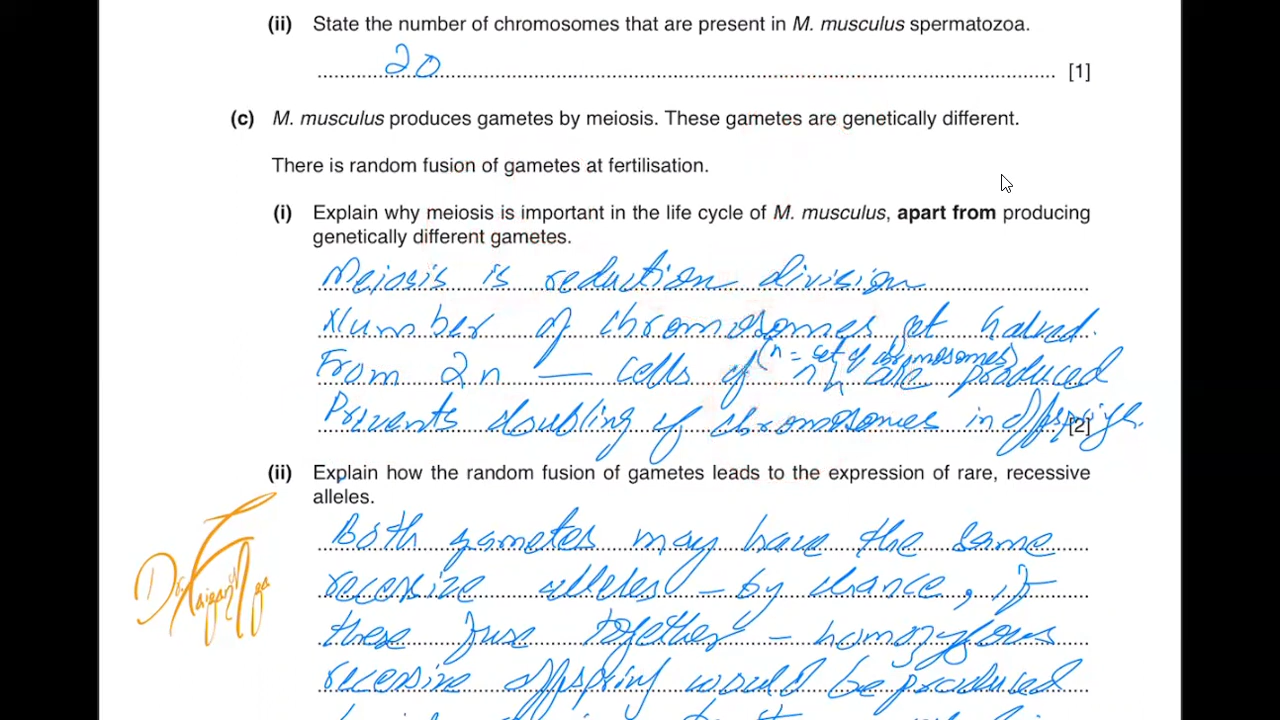 (ii) State the number of chromosomes that are present in M. musculus spermatozoa.
20
[1]
(c) M. musculus produces gametes by meiosis. These gametes are genetically different.
There is random fusion of gametes at fertilisation.
(i) Explain why meiosis is important in the life cycle of M. musculus, apart from producing
genetically different gametes.
Meiosis is reduction division
Number of chromosomes get halved.
(n = set of chromosomes)
From 2n — cells of n are produced
Prevents doubling of chromosomes in offspring.
[2]
(ii) Explain how the random fusion of gametes leads to the expression of rare, recessive
alleles.
Both gametes may have the same
recessive alleles – by chance, if
these fuse together – homozygous
recessive offspring would be produced
Dr.